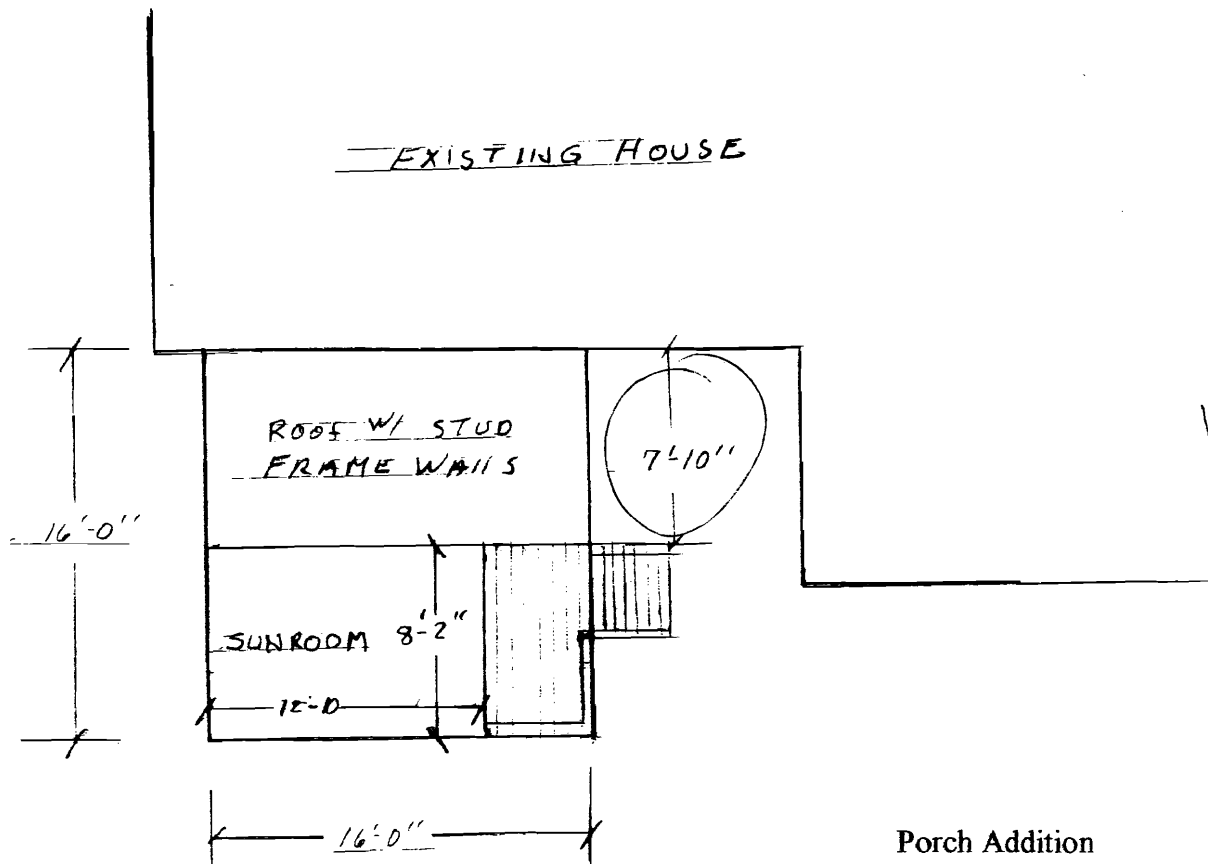 EXISTING HOUSE
ROOF W/ STUD
FRAME WALLS
7'-10"
16'-0"
SUNROOM
8'-2"
16'-0"
Porch Addition